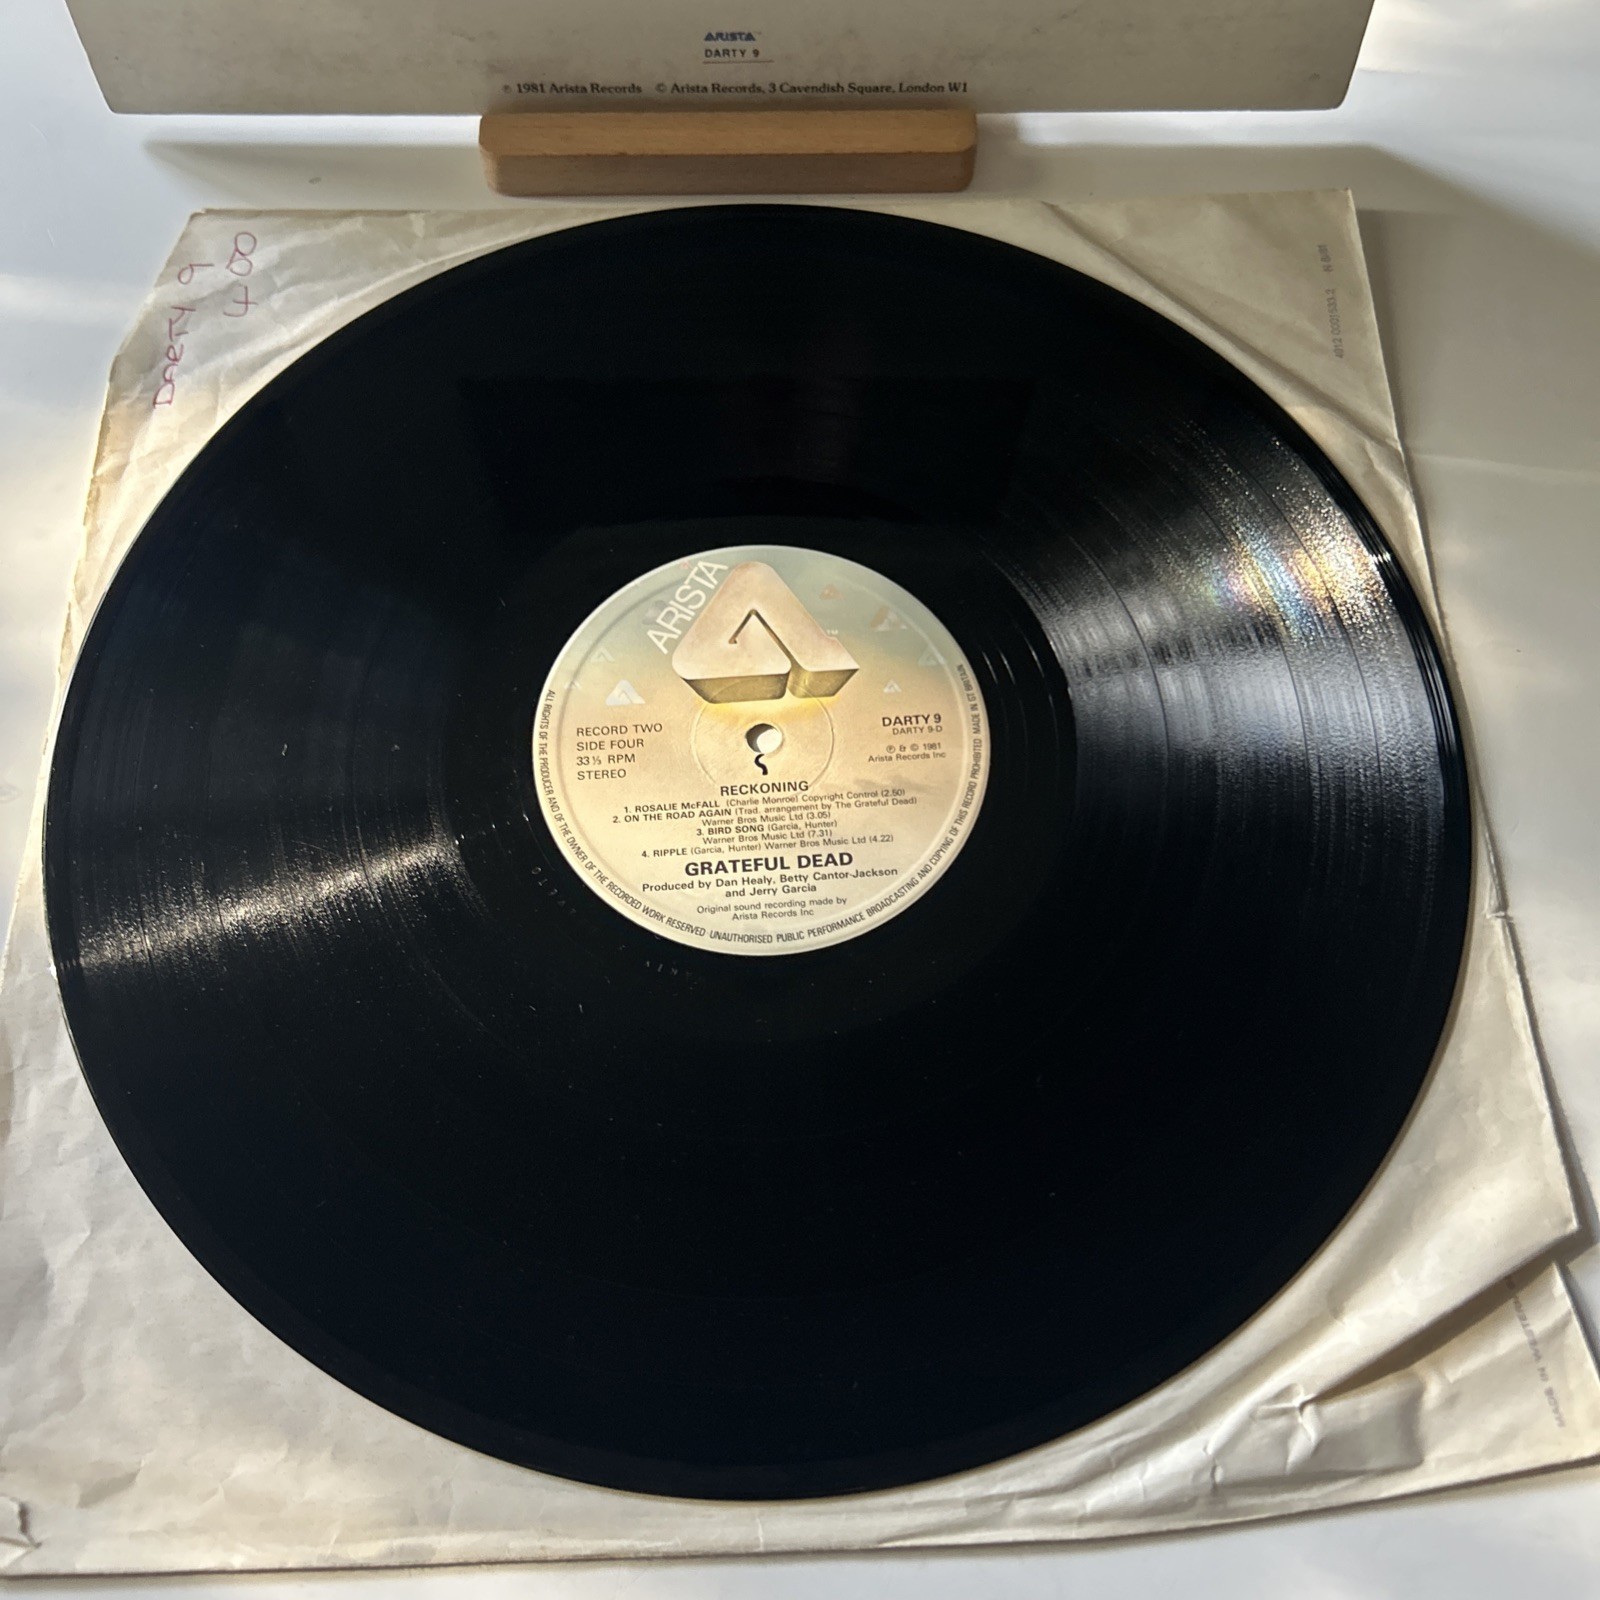 ARISTA™
DARTY 9
℗ 1981 Arista Records © Arista Records, 3 Cavendish Square, London W1
DARTY 9
4.00
ARISTA
™
RECORD TWO
SIDE FOUR
33⅓ RPM
STEREO
DARTY 9
DARTY 9-D
℗ & © 1981
Arista Records Inc
RECKONING
1. ROSALIE McFALL (Charlie Monroe) Copyright Control (2.50)
2. ON THE ROAD AGAIN (Trad. arrangement by The Grateful Dead)
Warner Bros Music Ltd (3.05)
3. BIRD SONG (Garcia, Hunter)
Warner Bros Music Ltd (7.31)
4. RIPPLE (Garcia, Hunter) Warner Bros Music Ltd (4.22)
GRATEFUL DEAD
Produced by Dan Healy, Betty Cantor-Jackson
and Jerry Garcia
Original sound recording made by
Arista Records Inc
ALL RIGHTS OF THE PRODUCER AND OF THE OWNER OF THE RECORDED WORK RESERVED · UNAUTHORISED PUBLIC PERFORMANCE BROADCASTING AND COPYING OF THIS RECORD PROHIBITED MADE IN GT BRITAIN
MADE IN